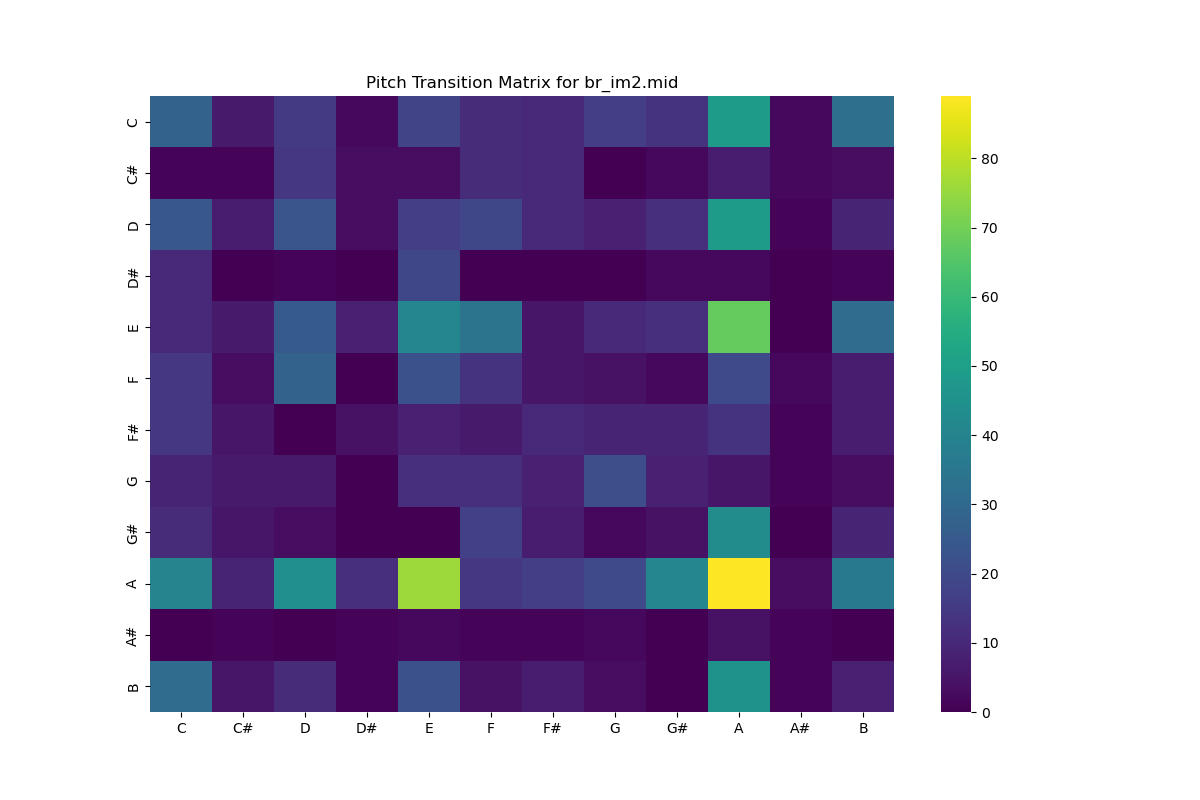 Pitch Transition Matrix for br_im2.mid
C
C#
D
D#
E
F
F#
G
G#
A
A#
B
C C# D D# E F F# G G# A A# B
80
70
60
50
40
30
20
10
0